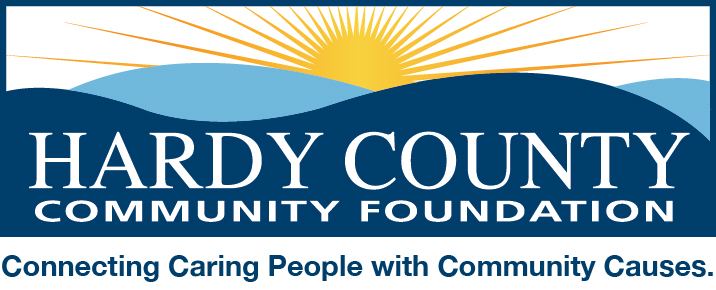 HARDY COUNTY
COMMUNITY FOUNDATION
Connecting Caring People with Community Causes.